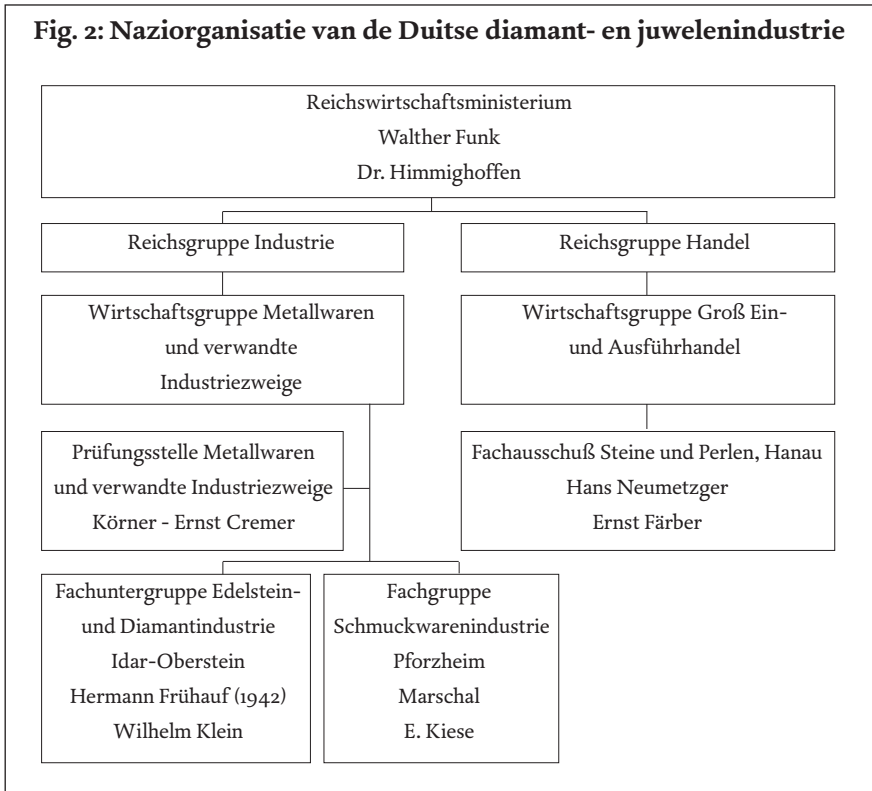 Fig. 2: Naziorganisatie van de Duitse diamant- en juwelenindustrie
Reichswirtschaftsministerium
Walther Funk
Dr. Himmighoffen
Reichsgruppe Industrie
Reichsgruppe Handel
Wirtschaftsgruppe Metallwaren
und verwandte
Industriezweige
Wirtschaftsgruppe Groß Ein-
und Ausführhandel
Prüfungsstelle Metallwaren
und verwandte Industriezweige
Körner - Ernst Cremer
Fachausschuß Steine und Perlen, Hanau
Hans Neumetzger
Ernst Färber
Fachuntergruppe Edelstein-
und Diamantindustrie
Idar-Oberstein
Hermann Frühauf (1942)
Wilhelm Klein
Fachgruppe
Schmuckwarenindustrie
Pforzheim
Marschal
E. Kiese